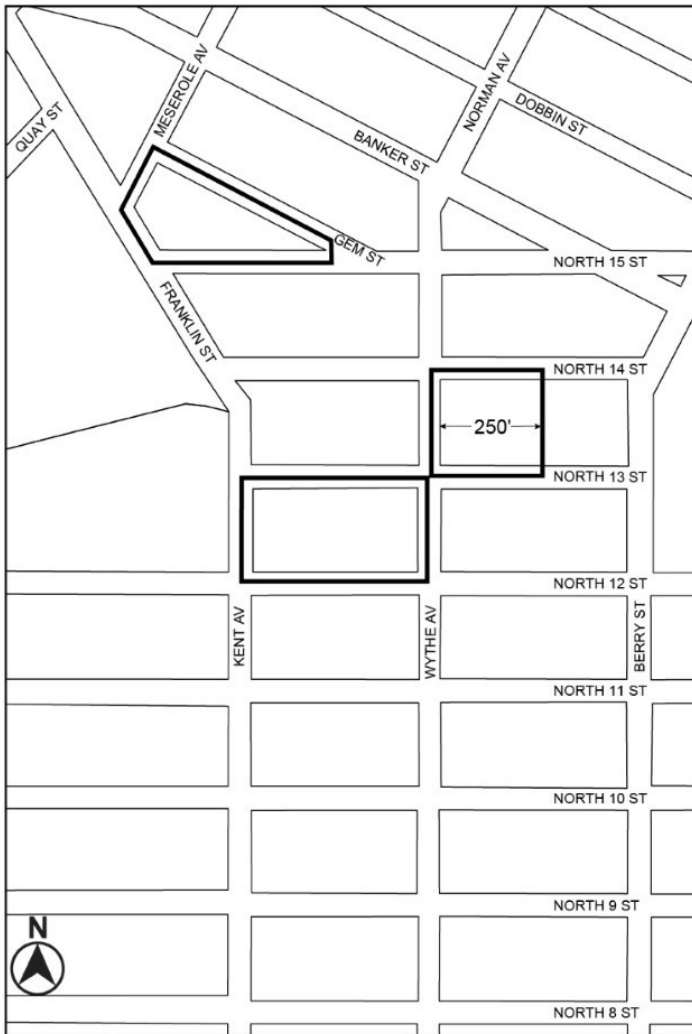 MESEROLE AV
NORMAN AV
QUAY ST
DOBBIN ST
BANKER ST
GEM ST
NORTH 15 ST
FRANKLIN ST
NORTH 14 ST
250'
NORTH 13 ST
NORTH 12 ST
KENT AV
WYTHE AV
BERRY ST
NORTH 11 ST
NORTH 10 ST
NORTH 9 ST
N
NORTH 8 ST